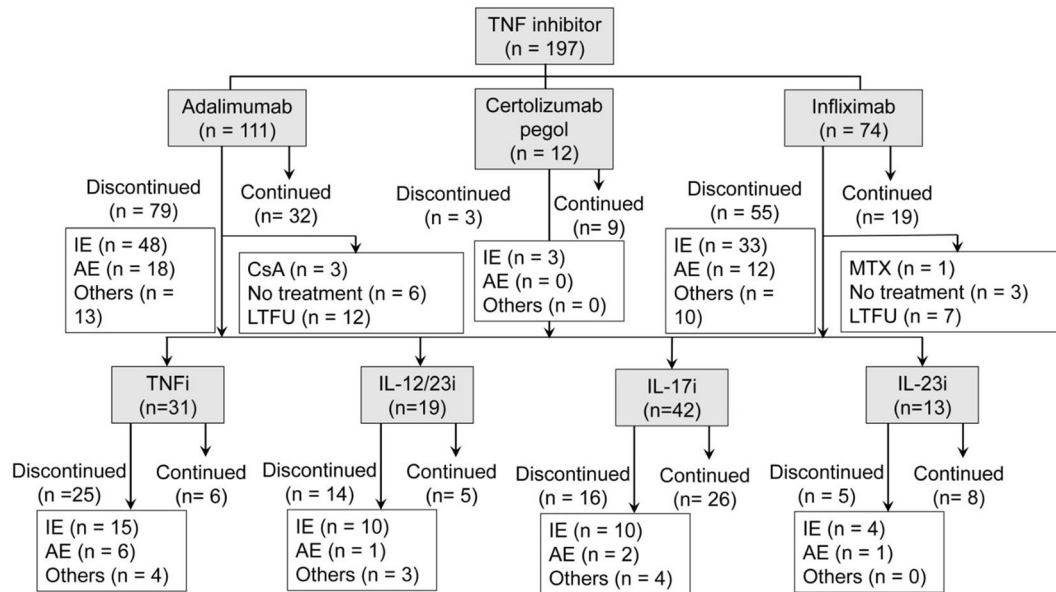 TNF inhibitor
(n = 197)
Adalimumab
(n = 111)
Certolizumab
pegol
(n = 12)
Infliximab
(n = 74)
Discontinued
(n = 79)
Continued
(n= 32)
Discontinued
(n = 3)
Continued
(n= 9)
Discontinued
(n = 55)
Continued
(n = 19)
IE (n = 48)
AE (n = 18)
Others (n =
13)
CsA (n = 3)
No treatment (n = 6)
LTFU (n = 12)
IE (n = 3)
AE (n = 0)
Others (n = 0)
IE (n = 33)
AE (n = 12)
Others (n =
10)
MTX (n = 1)
No treatment (n = 3)
LTFU (n = 7)
TNFi
(n=31)
IL-12/23i
(n=19)
IL-17i
(n=42)
IL-23i
(n=13)
Discontinued
(n =25)
Continued
(n= 6)
Discontinued
(n = 14)
Continued
(n= 5)
Discontinued
(n = 16)
Continued
(n= 26)
Discontinued
(n = 5)
Continued
(n= 8)
IE (n = 15)
AE (n = 6)
Others (n = 4)
IE (n = 10)
AE (n = 1)
Others (n = 3)
IE (n = 10)
AE (n = 2)
Others (n = 4)
IE (n = 4)
AE (n = 1)
Others (n = 0)